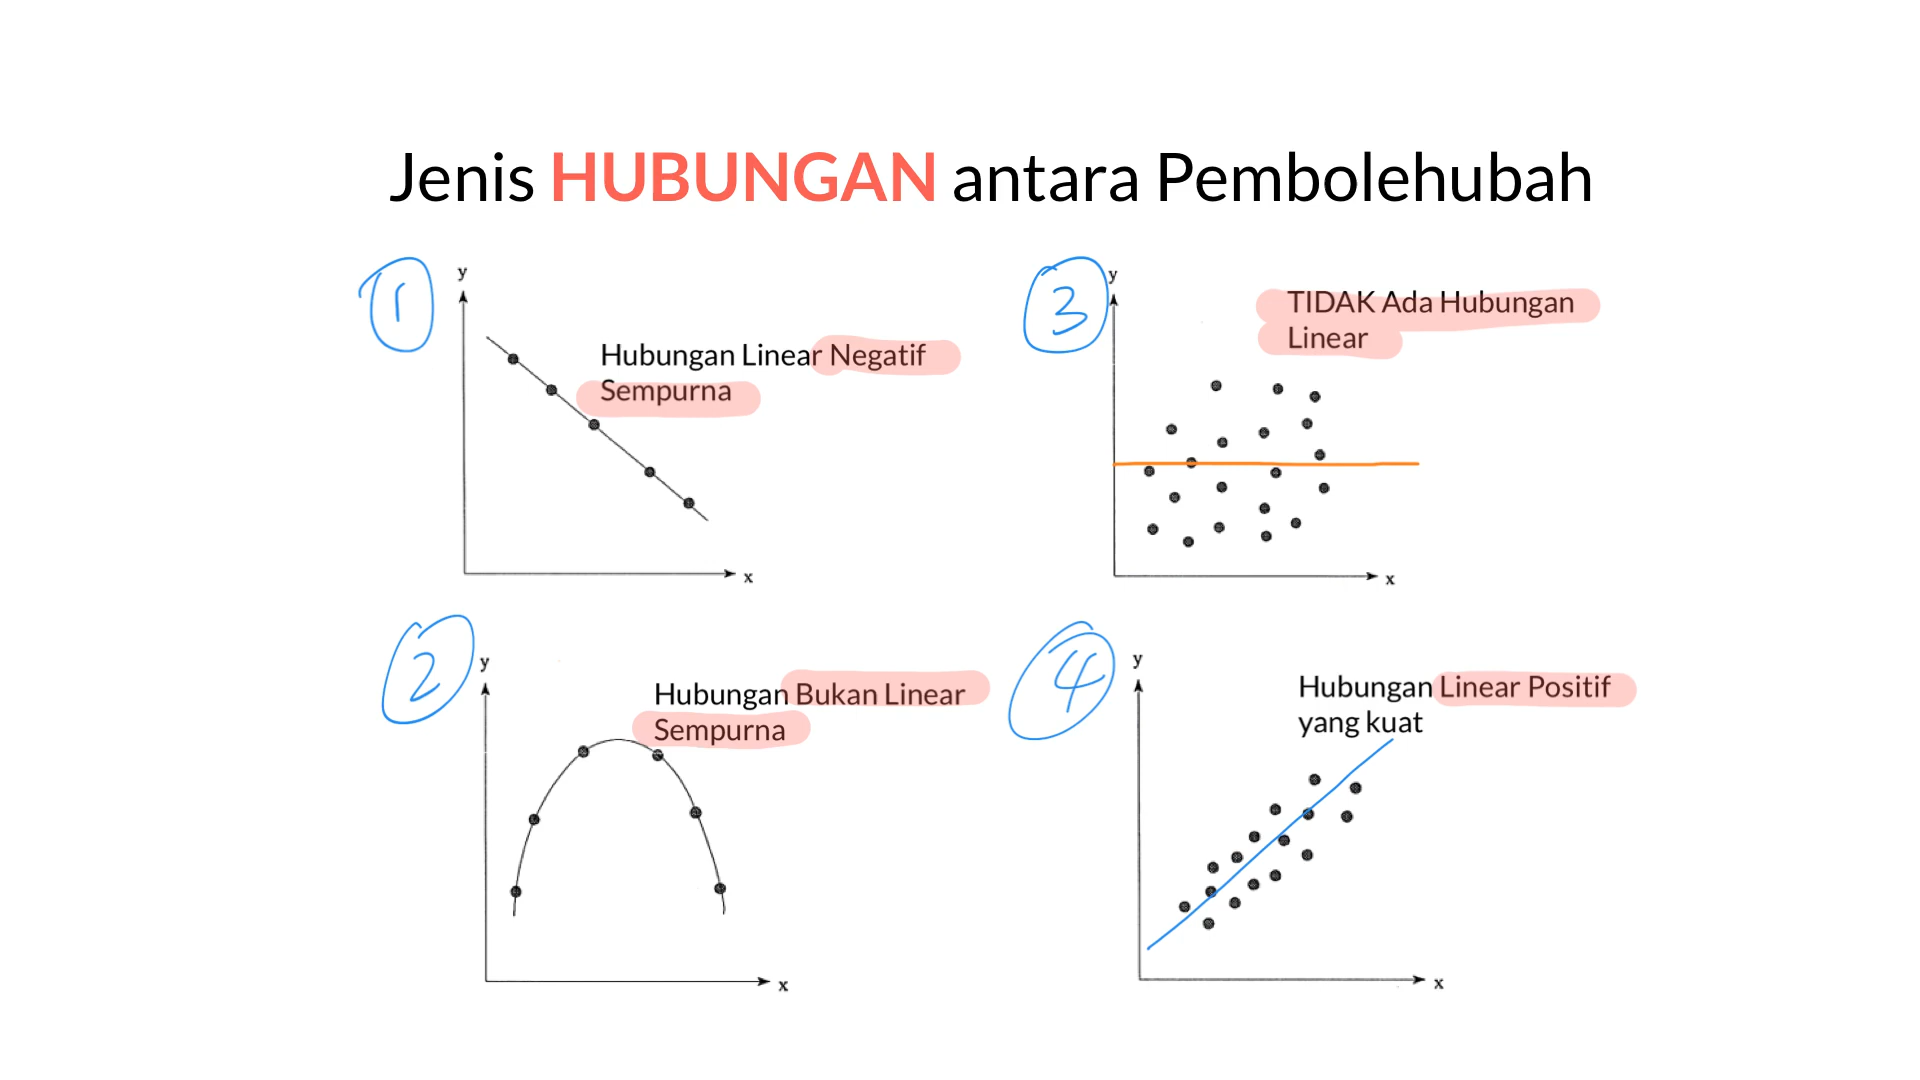 Jenis HUBUNGAN antara Pembolehubah
1
y
Hubungan Linear Negatif
Sempurna
x
3
y
TIDAK Ada Hubungan
Linear
x
2
y
Hubungan Bukan Linear
Sempurna
x
4
y
Hubungan Linear Positif
yang kuat
x